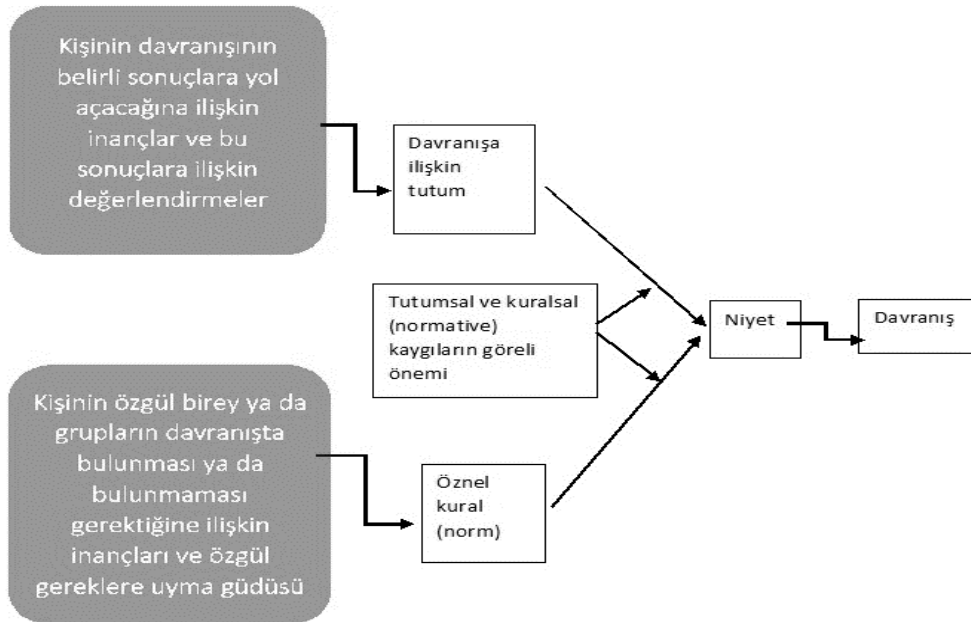 Kişinin davranışının
belirli sonuçlara yol
açacağına ilişkin
inançlar ve bu
sonuçlara ilişkin
değerlendirmeler
Davranışa
ilişkin
tutum
Tutumsal ve kuralsal
(normative)
kaygıların göreli
önemi
Niyet
Davranış
Kişinin özgül birey ya da
grupların davranışta
bulunması ya da
bulunmaması
gerektiğine ilişkin
inançları ve özgül
gereklere uyma güdüsü
Öznel
kural
(norm)